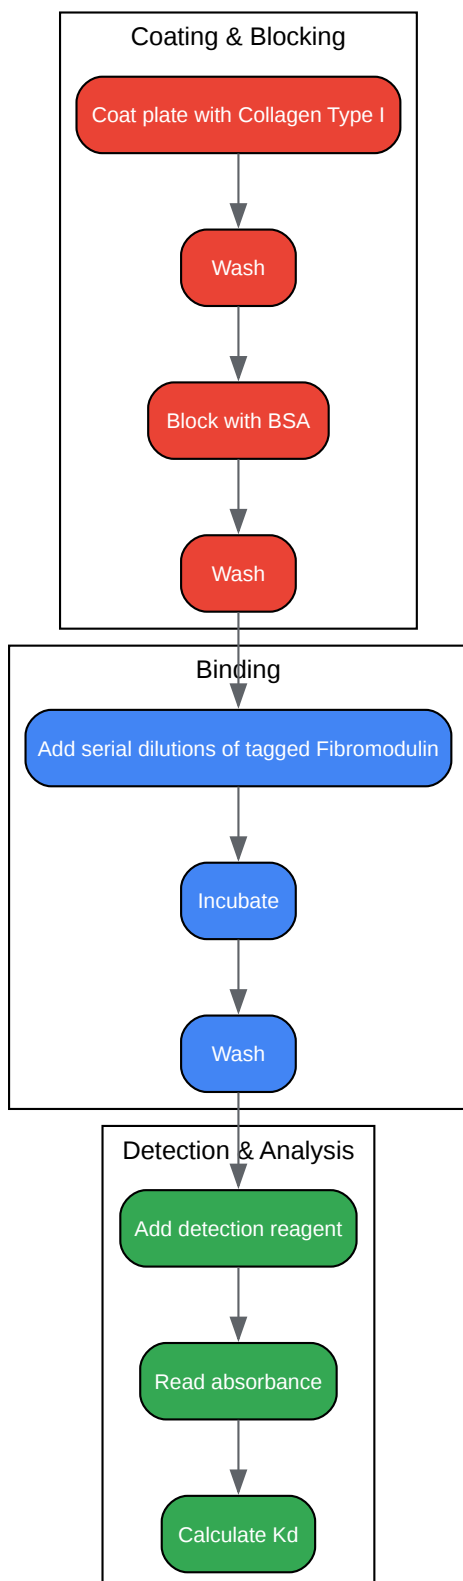 Coating & Blocking
Coat plate with Collagen Type I
Wash
Block with BSA
Wash
Binding
Add serial dilutions of tagged Fibromodulin
Incubate
Wash
Detection & Analysis
Add detection reagent
Read absorbance
Calculate Kd